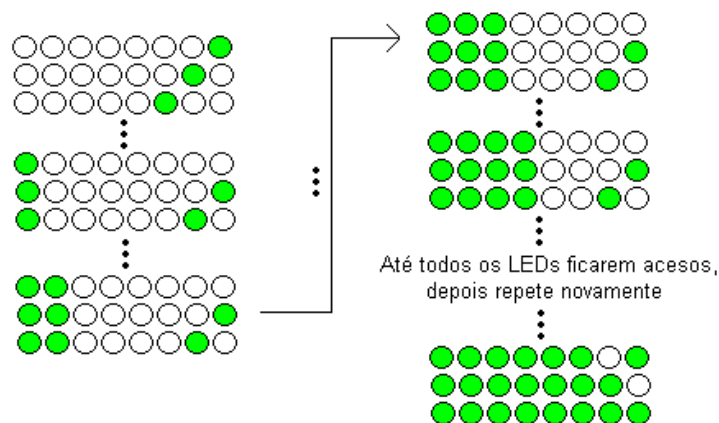 Até todos os LEDs ficarem acesos,
depois repete novamente